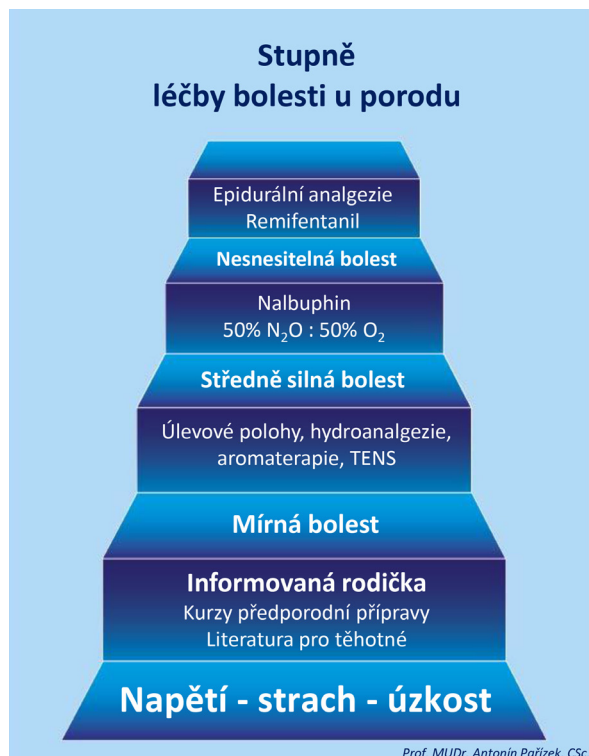 Stupně
léčby bolesti u porodu
Epidurální analgezie
Remifentanil
Nesnesitelná bolest
Nalbuphin
50% N₂O : 50% O₂
Středně silná bolest
Úlevové polohy, hydroanalgezie,
aromaterapie, TENS
Mírná bolest
Informovaná rodička
Kurzy předporodní přípravy
Literatura pro těhotné
Napětí - strach - úzkost
Prof. MUDr. Antonín Pařízek, CSc